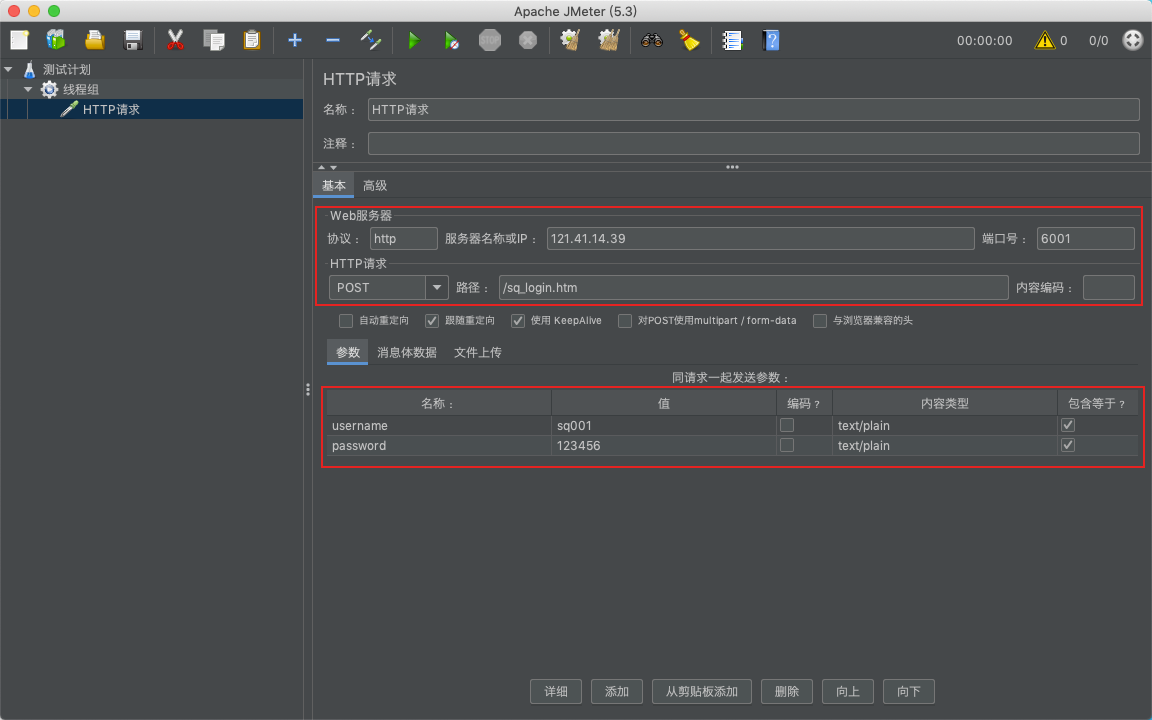 Apache JMeter (5.3)
STOP
00:00:00 0 0/0
测试计划
线程组
HTTP请求
HTTP请求
名称： HTTP请求
注释：
基本 高级
Web服务器
协议： http 服务器名称或IP： 121.41.14.39 端口号： 6001
HTTP请求
POST 路径： /sq_login.htm 内容编码：
自动重定向 跟随重定向 使用 KeepAlive 对POST使用multipart / form-data 与浏览器兼容的头
参数 消息体数据 文件上传
同请求一起发送参数：
名称： 值 编码？ 内容类型 包含等于？
username sq001 text/plain
password 123456 text/plain
详细 添加 从剪贴板添加 删除 向上 向下